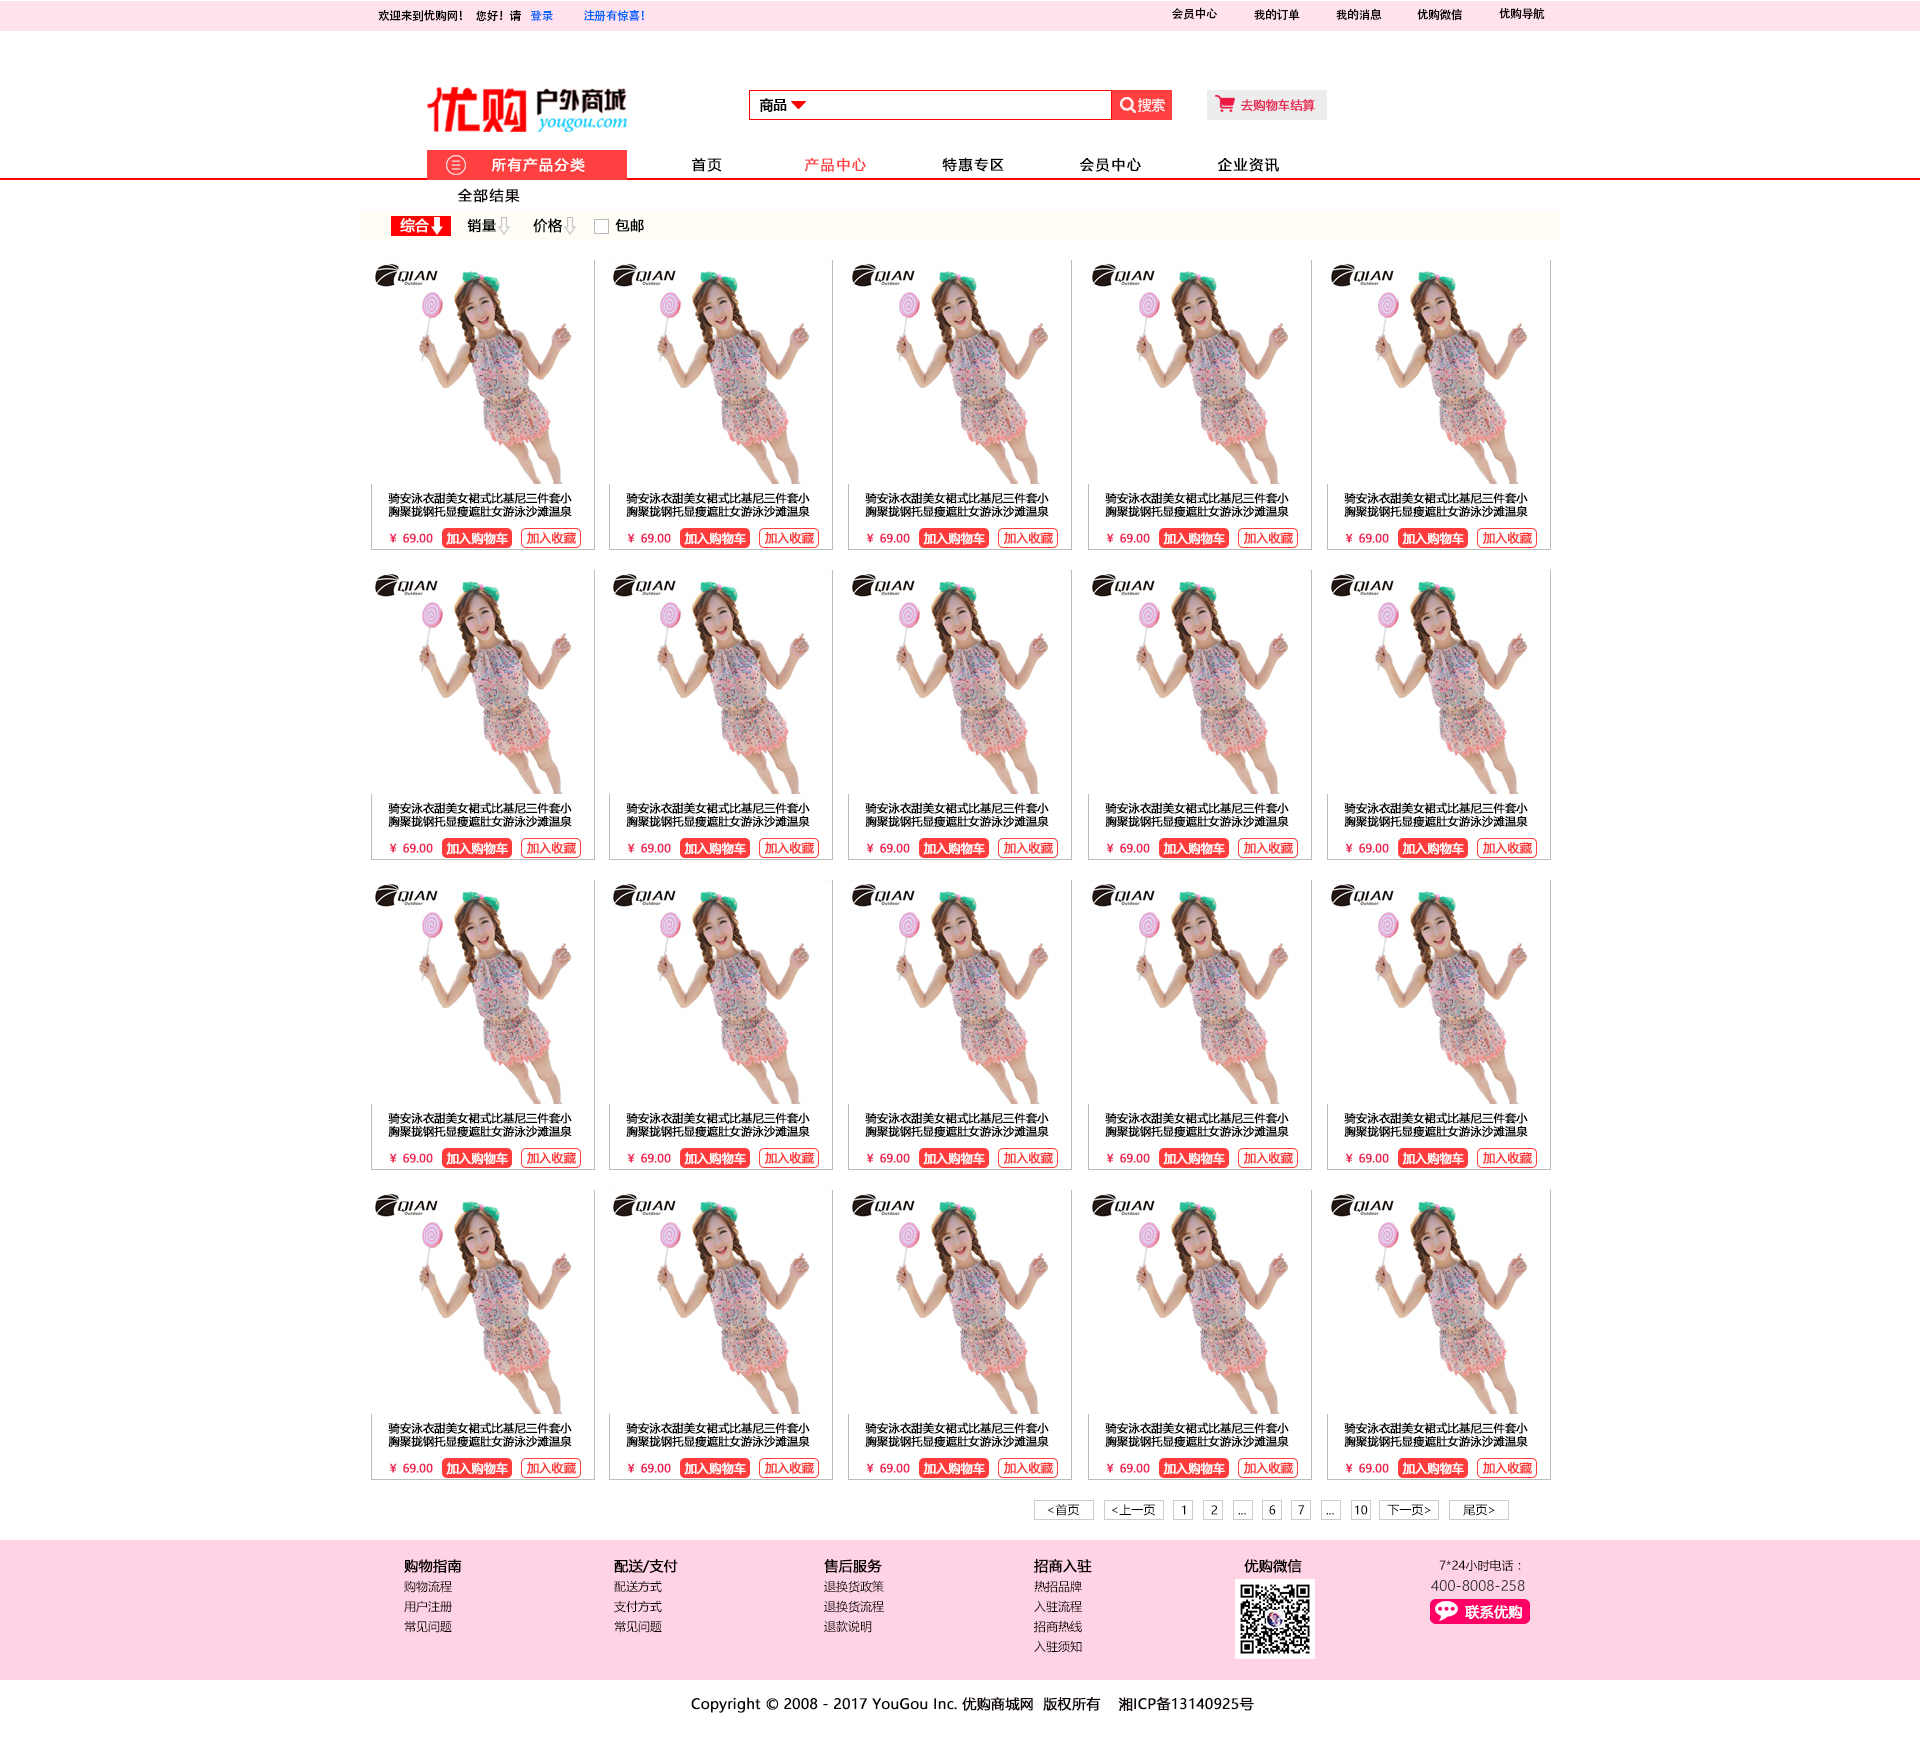 欢迎来到优购网！ 您好！请 登录 注册有惊喜！ 会员中心 我的订单 我的消息 优购微信 优购导航
优购 户外商城
yougou.com
商品 搜索 去购物车结算
所有产品分类 首页 产品中心 特惠专区 会员中心 企业资讯
全部结果
综合 销量 价格 包邮
QIAN QIAN QIAN QIAN QIAN
Outdoor Outdoor Outdoor Outdoor Outdoor
骑安泳衣甜美女裙式比基尼三件套小 骑安泳衣甜美女裙式比基尼三件套小 骑安泳衣甜美女裙式比基尼三件套小 骑安泳衣甜美女裙式比基尼三件套小 骑安泳衣甜美女裙式比基尼三件套小
胸聚拢钢托显瘦遮肚女游泳沙滩温泉 胸聚拢钢托显瘦遮肚女游泳沙滩温泉 胸聚拢钢托显瘦遮肚女游泳沙滩温泉 胸聚拢钢托显瘦遮肚女游泳沙滩温泉 胸聚拢钢托显瘦遮肚女游泳沙滩温泉
¥ 69.00 加入购物车 加入收藏 ¥ 69.00 加入购物车 加入收藏 ¥ 69.00 加入购物车 加入收藏 ¥ 69.00 加入购物车 加入收藏 ¥ 69.00 加入购物车 加入收藏
QIAN QIAN QIAN QIAN QIAN
Outdoor Outdoor Outdoor Outdoor Outdoor
骑安泳衣甜美女裙式比基尼三件套小 骑安泳衣甜美女裙式比基尼三件套小 骑安泳衣甜美女裙式比基尼三件套小 骑安泳衣甜美女裙式比基尼三件套小 骑安泳衣甜美女裙式比基尼三件套小
胸聚拢钢托显瘦遮肚女游泳沙滩温泉 胸聚拢钢托显瘦遮肚女游泳沙滩温泉 胸聚拢钢托显瘦遮肚女游泳沙滩温泉 胸聚拢钢托显瘦遮肚女游泳沙滩温泉 胸聚拢钢托显瘦遮肚女游泳沙滩温泉
¥ 69.00 加入购物车 加入收藏 ¥ 69.00 加入购物车 加入收藏 ¥ 69.00 加入购物车 加入收藏 ¥ 69.00 加入购物车 加入收藏 ¥ 69.00 加入购物车 加入收藏
QIAN QIAN QIAN QIAN QIAN
Outdoor Outdoor Outdoor Outdoor Outdoor
骑安泳衣甜美女裙式比基尼三件套小 骑安泳衣甜美女裙式比基尼三件套小 骑安泳衣甜美女裙式比基尼三件套小 骑安泳衣甜美女裙式比基尼三件套小 骑安泳衣甜美女裙式比基尼三件套小
胸聚拢钢托显瘦遮肚女游泳沙滩温泉 胸聚拢钢托显瘦遮肚女游泳沙滩温泉 胸聚拢钢托显瘦遮肚女游泳沙滩温泉 胸聚拢钢托显瘦遮肚女游泳沙滩温泉 胸聚拢钢托显瘦遮肚女游泳沙滩温泉
¥ 69.00 加入购物车 加入收藏 ¥ 69.00 加入购物车 加入收藏 ¥ 69.00 加入购物车 加入收藏 ¥ 69.00 加入购物车 加入收藏 ¥ 69.00 加入购物车 加入收藏
QIAN QIAN QIAN QIAN QIAN
Outdoor Outdoor Outdoor Outdoor Outdoor
骑安泳衣甜美女裙式比基尼三件套小 骑安泳衣甜美女裙式比基尼三件套小 骑安泳衣甜美女裙式比基尼三件套小 骑安泳衣甜美女裙式比基尼三件套小 骑安泳衣甜美女裙式比基尼三件套小
胸聚拢钢托显瘦遮肚女游泳沙滩温泉 胸聚拢钢托显瘦遮肚女游泳沙滩温泉 胸聚拢钢托显瘦遮肚女游泳沙滩温泉 胸聚拢钢托显瘦遮肚女游泳沙滩温泉 胸聚拢钢托显瘦遮肚女游泳沙滩温泉
¥ 69.00 加入购物车 加入收藏 ¥ 69.00 加入购物车 加入收藏 ¥ 69.00 加入购物车 加入收藏 ¥ 69.00 加入购物车 加入收藏 ¥ 69.00 加入购物车 加入收藏
<首页 <上一页 1 2 ... 6 7 ... 10 下一页> 尾页>
购物指南 配送/支付 售后服务 招商入驻 优购微信 7*24小时电话：
购物流程 配送方式 退换货政策 热招品牌 400-8008-258
用户注册 支付方式 退换货流程 入驻流程 联系优购
常见问题 常见问题 退款说明 招商热线
入驻须知
Copyright © 2008 - 2017 YouGou Inc. 优购商城网 版权所有 湘ICP备13140925号